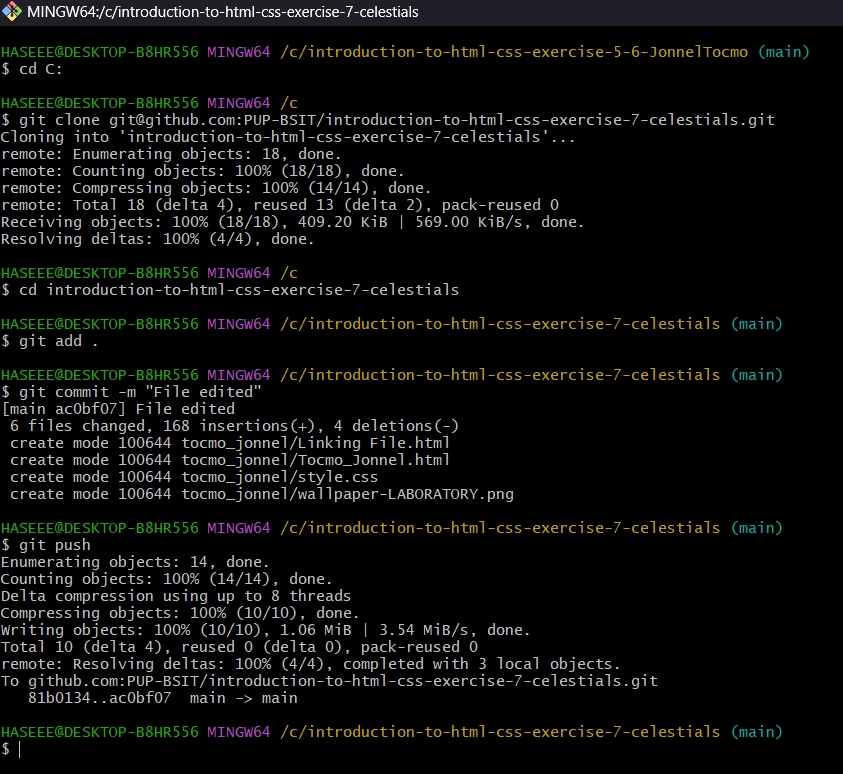 MINGW64:/c/introduction-to-html-css-exercise-7-celestials
HASEEE@DESKTOP-B8HR556 MINGW64 /c/introduction-to-html-css-exercise-5-6-JonnelTocmo (main)
$ cd C:
HASEEE@DESKTOP-B8HR556 MINGW64 /c
$ git clone git@github.com:PUP-BSIT/introduction-to-html-css-exercise-7-celestials.git
Cloning into 'introduction-to-html-css-exercise-7-celestials'...
remote: Enumerating objects: 18, done.
remote: Counting objects: 100% (18/18), done.
remote: Compressing objects: 100% (14/14), done.
remote: Total 18 (delta 4), reused 13 (delta 2), pack-reused 0
Receiving objects: 100% (18/18), 409.20 KiB | 569.00 KiB/s, done.
Resolving deltas: 100% (4/4), done.
HASEEE@DESKTOP-B8HR556 MINGW64 /c
$ cd introduction-to-html-css-exercise-7-celestials
HASEEE@DESKTOP-B8HR556 MINGW64 /c/introduction-to-html-css-exercise-7-celestials (main)
$ git add .
HASEEE@DESKTOP-B8HR556 MINGW64 /c/introduction-to-html-css-exercise-7-celestials (main)
$ git commit -m "File edited"
[main ac0bf07] File edited
6 files changed, 168 insertions(+), 4 deletions(-)
create mode 100644 tocmo_jonnel/Linking File.html
create mode 100644 tocmo_jonnel/Tocmo_Jonnel.html
create mode 100644 tocmo_jonnel/style.css
create mode 100644 tocmo_jonnel/wallpaper-LABORATORY.png
HASEEE@DESKTOP-B8HR556 MINGW64 /c/introduction-to-html-css-exercise-7-celestials (main)
$ git push
Enumerating objects: 14, done.
Counting objects: 100% (14/14), done.
Delta compression using up to 8 threads
Compressing objects: 100% (10/10), done.
Writing objects: 100% (10/10), 1.06 MiB | 3.54 MiB/s, done.
Total 10 (delta 4), reused 0 (delta 0), pack-reused 0
remote: Resolving deltas: 100% (4/4), completed with 3 local objects.
To github.com:PUP-BSIT/introduction-to-html-css-exercise-7-celestials.git
81b0134..ac0bf07  main -> main
HASEEE@DESKTOP-B8HR556 MINGW64 /c/introduction-to-html-css-exercise-7-celestials (main)
$